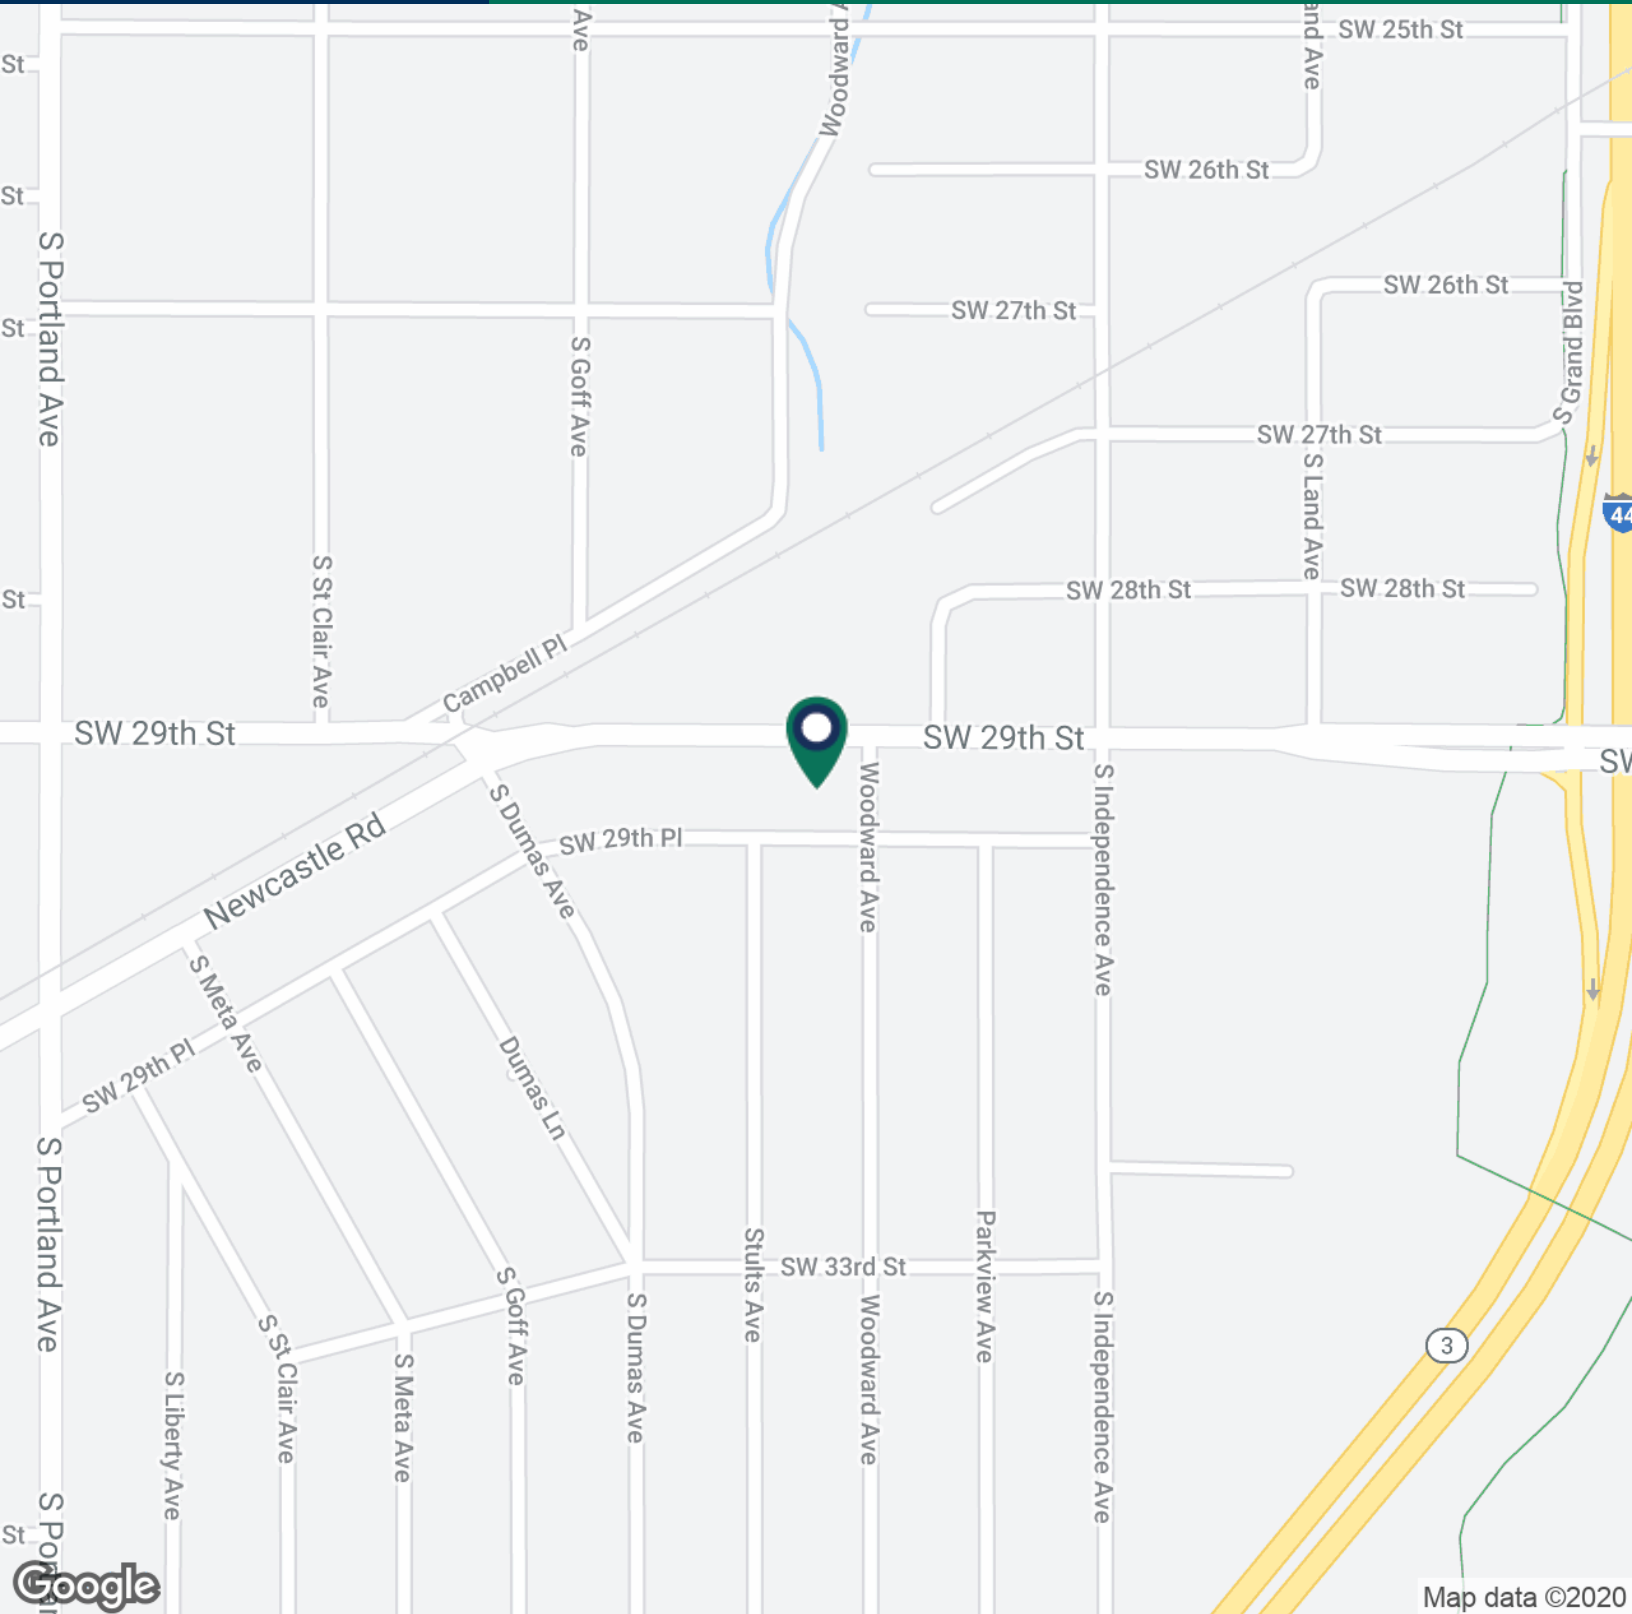 Ave
and Ave
SW 25th St
St
Woodward
SW 26th St
St
S Portland Ave
SW 26th St
SW 27th St
S Grand Blvd
St
S Goff Ave
SW 27th St
S Land Ave
44
S St Clair Ave
SW 28th St
SW 28th St
St
Campbell Pl
SW 29th St
SW 29th St
SW
S Dumas Ave
Woodward Ave
S Independence Ave
Newcastle Rd
SW 29th Pl
S Meta Ave
SW 29th Pl
Dumas Ln
S Portland Ave
Parkview Ave
Stults Ave
SW 33rd St
S Goff Ave
S St Clair Ave
S Dumas Ave
Woodward Ave
S Independence Ave
3
S Meta Ave
S Liberty Ave
S Portlan
St
Google
Map data ©2020